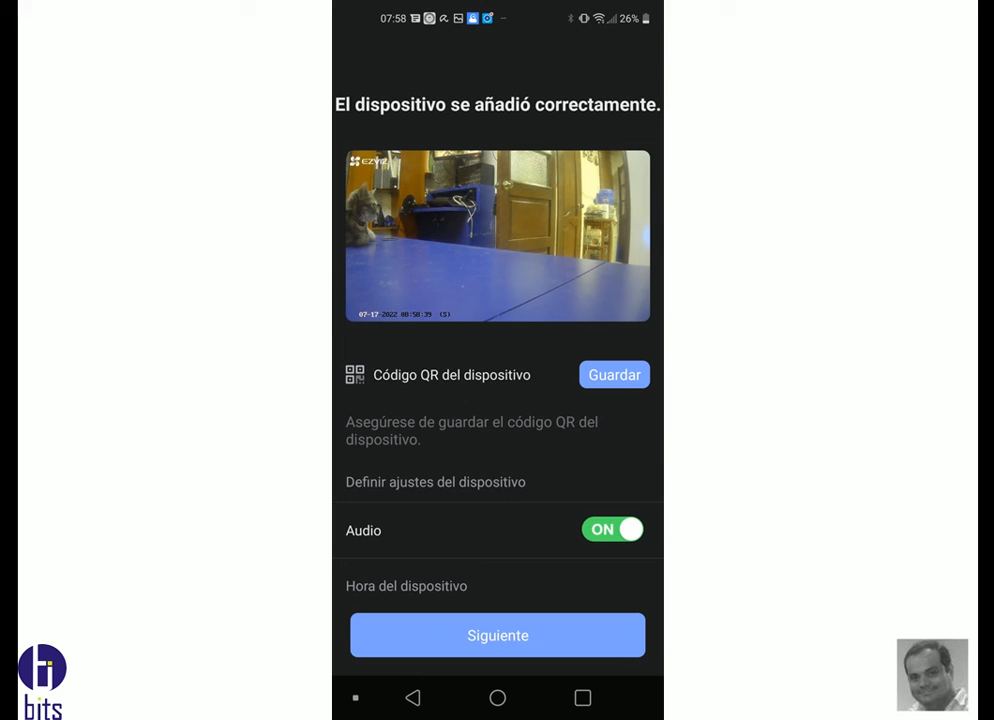 07:58
26%
El dispositivo se añadió correctamente.
EZVIZ
07-17-2022 08:58:39 (S)
Código QR del dispositivo
Guardar
Asegúrese de guardar el código QR del
dispositivo.
Definir ajustes del dispositivo
Audio
ON
Hora del dispositivo
Siguiente
hi
bits